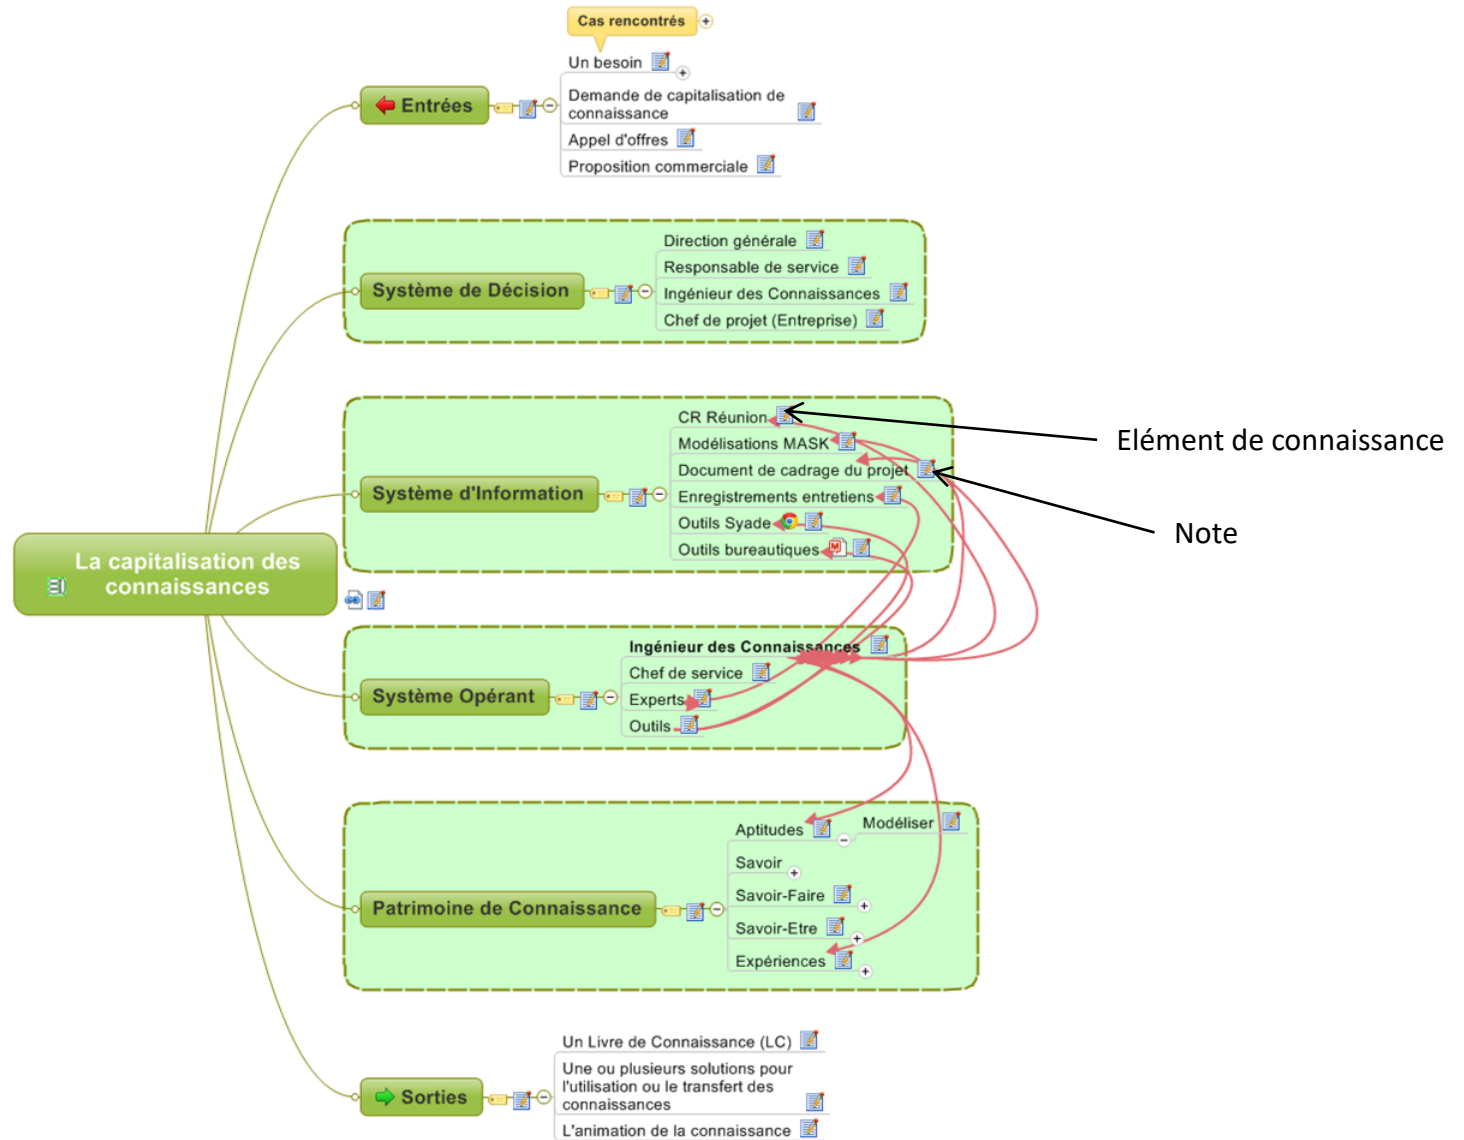 Cas rencontrés
Un besoin
Entrées
Demande de capitalisation de
connaissance
Appel d'offres
Proposition commerciale
Direction générale
Responsable de service
Système de Décision
Ingénieur des Connaissances
Chef de projet (Entreprise)
CR Réunion
Elément de connaissance
Modélisations MASK
Document de cadrage du projet
Système d'Information
Enregistrements entretiens
Outils Syade
Note
Outils bureautiques
La capitalisation des
connaissances
Ingénieur des Connaissances
Chef de service
Système Opérant
Experts
Outils
Aptitudes
Modéliser
Savoir
Savoir-Faire
Patrimoine de Connaissance
Savoir-Etre
Expériences
Un Livre de Connaissance (LC)
Une ou plusieurs solutions pour
l'utilisation ou le transfert des
connaissances
Sorties
L'animation de la connaissance